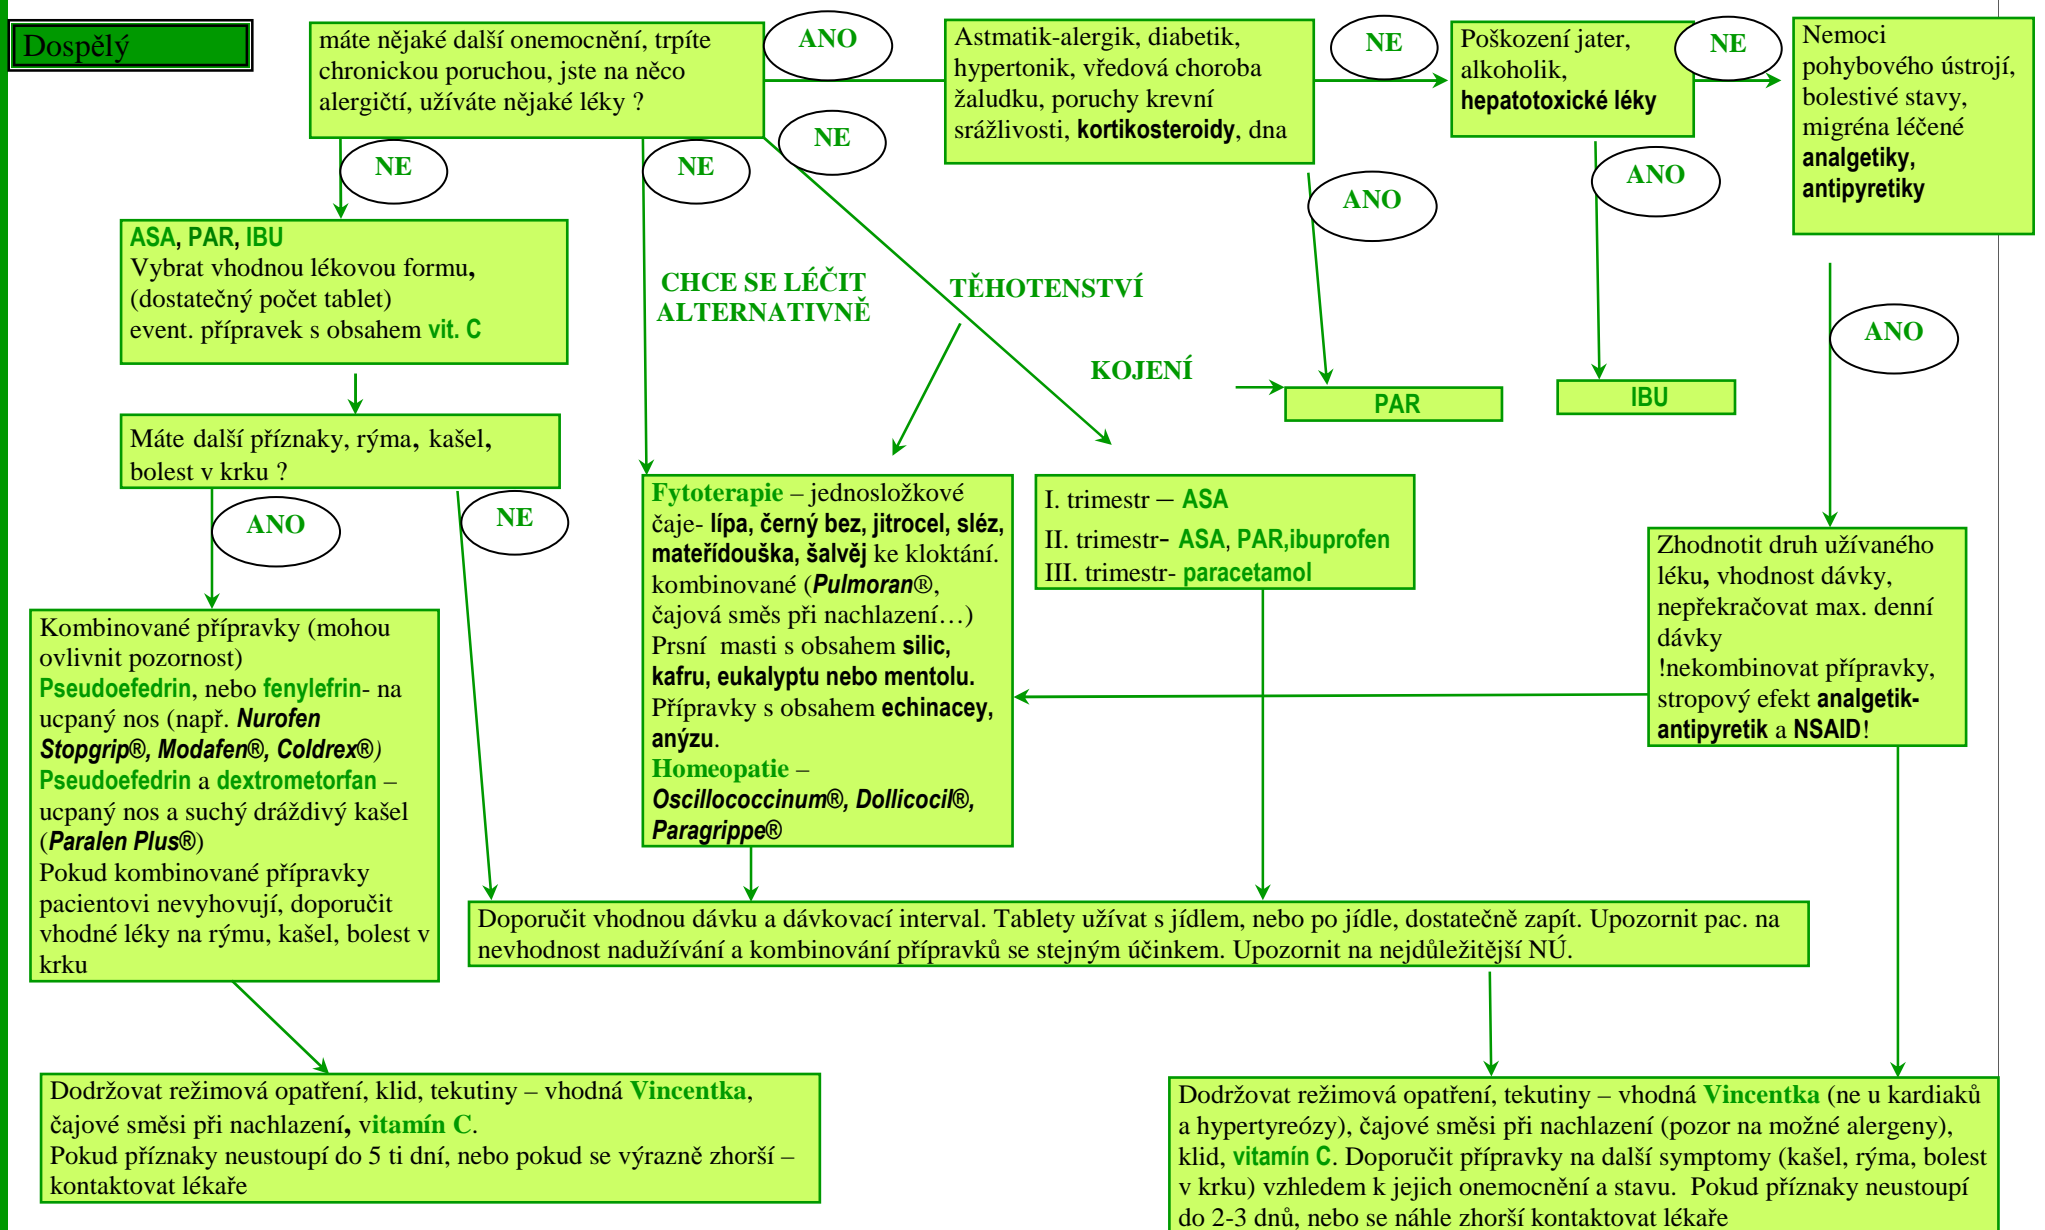 Dospělý
máte nějaké další onemocnění, trpíte
chronickou poruchou, jste na něco
alergičtí, užíváte nějaké léky ?
ANO
Astmatik-alergik, diabetik,
hypertonik, vředová choroba
žaludku, poruchy krevní
srážlivosti, kortikosteroidy, dna
NE
Poškození jater,
alkoholik,
hepatotoxické léky
NE
Nemoci
pohybového ústrojí,
bolestivé stavy,
migréna léčené
analgetiky,
antipyretiky
NE
NE
NE
ANO
ANO
ANO
ASA, PAR, IBU
Vybrat vhodnou lékovou formu,
(dostatečný počet tablet)
event. přípravek s obsahem vit. C
CHCE SE LÉČIT
ALTERNATIVNĚ
TĚHOTENSTVÍ
KOJENÍ
PAR
IBU
Máte další příznaky, rýma, kašel,
bolest v krku ?
ANO
NE
Fytoterapie – jednosložkové
čaje- lípa, černý bez, jitrocel, sléz,
mateřídouška, šalvěj ke kloktání.
kombinované (Pulmoran®,
čajová směs při nachlazení…)
Prsní masti s obsahem silic,
kafru, eukalyptu nebo mentolu.
Přípravky s obsahem echinacey,
anýzu.
Homeopatie –
Oscillococcinum®, Dollicocil®,
Paragrippe®
I. trimestr – ASA
II. trimestr- ASA, PAR,ibuprofen
III. trimestr- paracetamol
Zhodnotit druh užívaného
léku, vhodnost dávky,
nepřekračovat max. denní
dávky
!nekombinovat přípravky,
stropový efekt analgetik-
antipyretik a NSAID!
Kombinované přípravky (mohou
ovlivnit pozornost)
Pseudoefedrin, nebo fenylefrin- na
ucpaný nos (např. Nurofen
Stopgrip®, Modafen®, Coldrex®)
Pseudoefedrin a dextrometorfan –
ucpaný nos a suchý dráždivý kašel
(Paralen Plus®)
Pokud kombinované přípravky
pacientovi nevyhovují, doporučit
vhodné léky na rýmu, kašel, bolest v
krku
Doporučit vhodnou dávku a dávkovací interval. Tablety užívat s jídlem, nebo po jídle, dostatečně zapít. Upozornit pac. na
nevhodnost nadužívání a kombinování přípravků se stejným účinkem. Upozornit na nejdůležitější NÚ.
Dodržovat režimová opatření, klid, tekutiny – vhodná Vincentka,
čajové směsi při nachlazení, vitamín C.
Pokud příznaky neustoupí do 5 ti dní, nebo pokud se výrazně zhorší –
kontaktovat lékaře
Dodržovat režimová opatření, tekutiny – vhodná Vincentka (ne u kardiaků
a hypertyreózy), čajové směsi při nachlazení (pozor na možné alergeny),
klid, vitamín C. Doporučit přípravky na další symptomy (kašel, rýma, bolest
v krku) vzhledem k jejich onemocnění a stavu. Pokud příznaky neustoupí
do 2-3 dnů, nebo se náhle zhorší kontaktovat lékaře